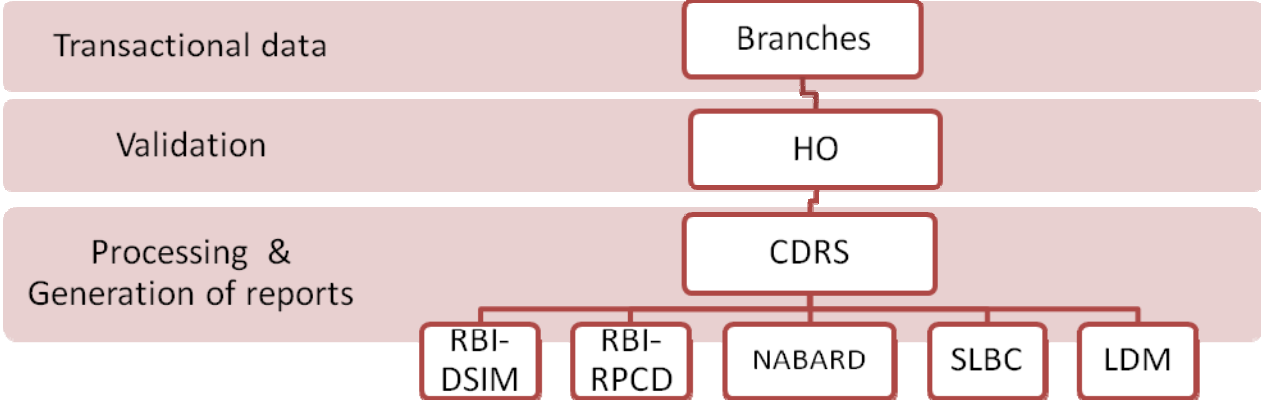 Transactional data
Branches
Validation
HO
Processing &
Generation of reports
CDRS
RBI-
DSIM
RBI-
RPCD
NABARD
SLBC
LDM